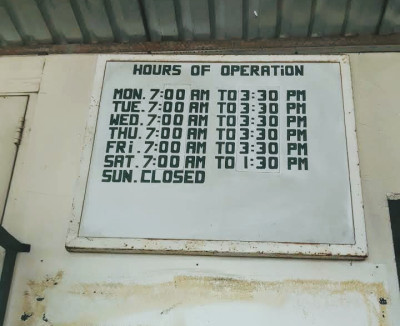 HOURS OF OPERATION
MON. 7:00 AM TO 3:30 PM
TUE. 7:00 AM TO 3:30 PM
WED. 7:00 AM TO 3:30 PM
THU. 7:00 AM TO 3:30 PM
FRI. 7:00 AM TO 3:30 PM
SAT. 7:00 AM TO 1:30 PM
SUN. CLOSED